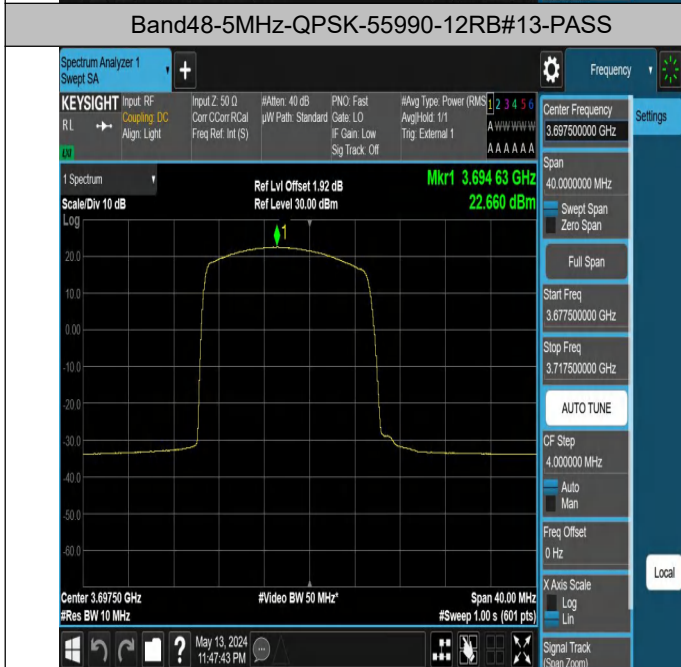 Band48-5MHz-QPSK-55990-12RB#13-PASS
Spectrum Analyzer 1
Swept SA
+
Frequency
KEYSIGHT
RL
Input: RF
Coupling: DC
Align: Light
Input Z: 50 Ω
Corr CCorr RCal
Freq Ref: Int (S)
#Atten: 40 dB
µW Path: Standard
PNO: Fast
Gate: LO
IF Gain: Low
Sig Track: Off
#Avg Type: Power (RMS
Avg|Hold: 1/1
Trig: External 1
1 2 3 4 5 6
A W W W W W
A A A A A A
1 Spectrum
Scale/Div 10 dB
Log
Ref Lvl Offset 1.92 dB
Ref Level 30.00 dBm
Mkr1 3.694 63 GHz
22.660 dBm
1
20.0
10.0
0.00
-10.0
-20.0
-30.0
-40.0
-50.0
-60.0
Center 3.69750 GHz
#Res BW 10 MHz
#Video BW 50 MHz*
Span 40.00 MHz
#Sweep 1.00 s (601 pts)
?
May 13, 2024
11:47:43 PM
Center Frequency
3.697500000 GHz
Span
40.0000000 MHz
Swept Span
Zero Span
Full Span
Start Freq
3.677500000 GHz
Stop Freq
3.717500000 GHz
AUTO TUNE
CF Step
4.000000 MHz
Auto
Man
Freq Offset
0 Hz
X Axis Scale
Log
Lin
Signal Track
(Span Zoom)
Settings
Local